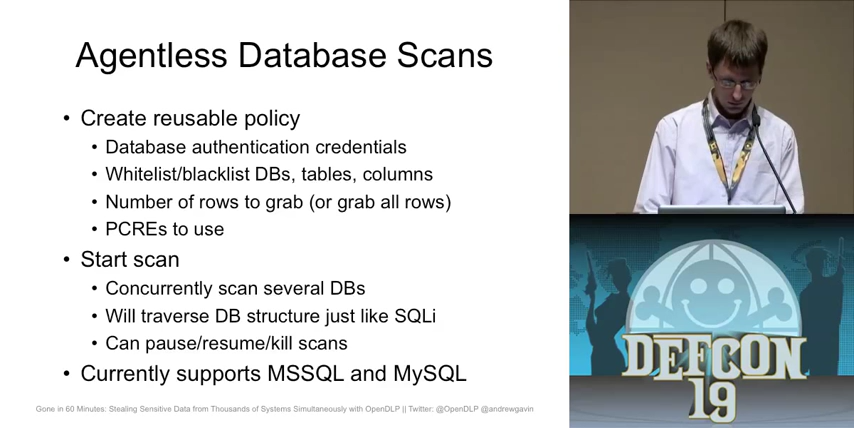 Agentless Database Scans
• Create reusable policy
• Database authentication credentials
• Whitelist/blacklist DBs, tables, columns
• Number of rows to grab (or grab all rows)
• PCREs to use
• Start scan
• Concurrently scan several DBs
• Will traverse DB structure just like SQLi
• Can pause/resume/kill scans
• Currently supports MSSQL and MySQL
Gone in 60 Minutes: Stealing Sensitive Data from Thousands of Systems Simultaneously with OpenDLP || Twitter: @OpenDLP @andrewgavin
DEFCON
19